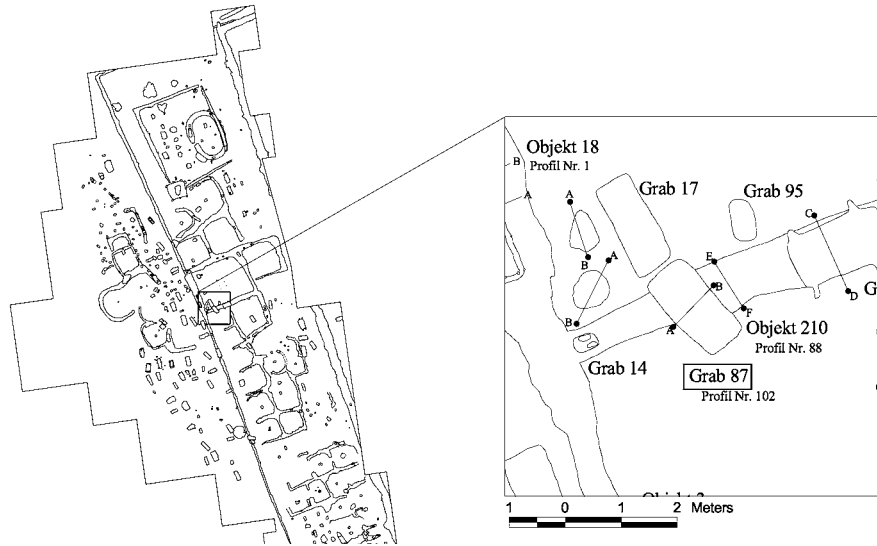 Objekt 18
Profil Nr. 1
B
A
A
Grab 17
Grab 95
C
B
A
E
B
D
G
F
Objekt 210
Profil Nr. 88
B
A
Grab 14
Grab 87
Profil Nr. 102
1 0 1 2 Meters